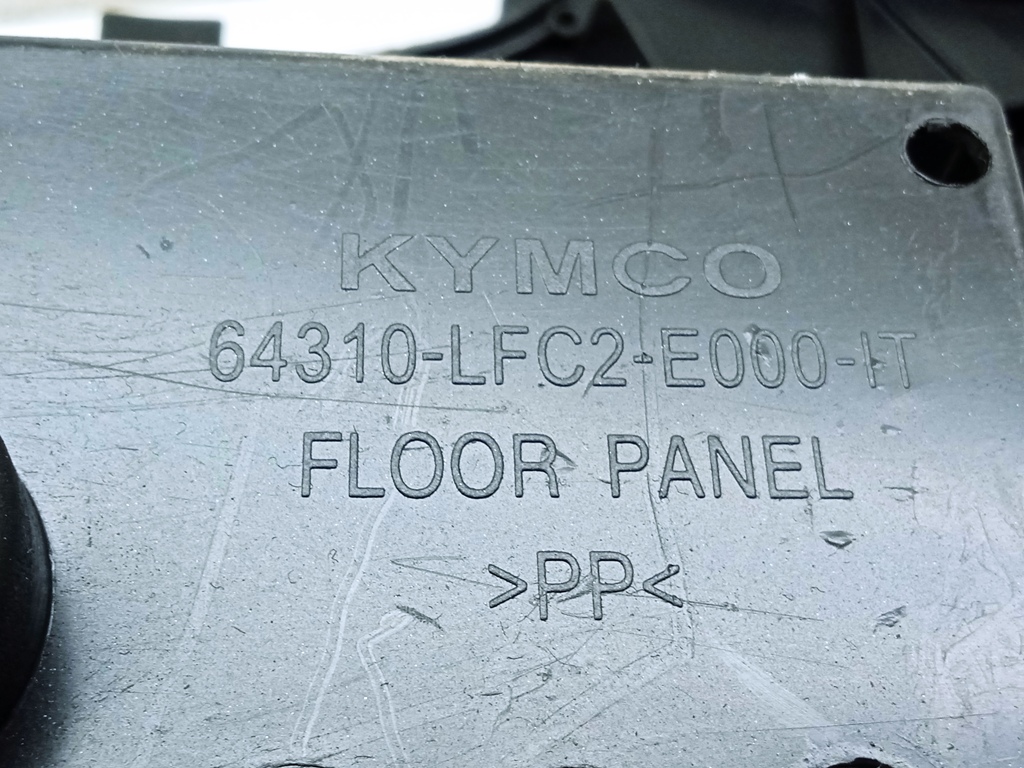 KYMCO
64310-LFC2-E000-IT
FLOOR PANEL
>PP<